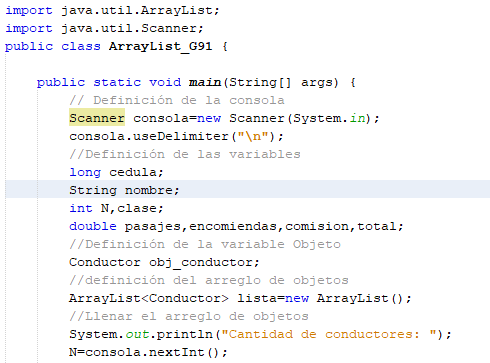 import java.util.ArrayList;
import java.util.Scanner;
public class ArrayList_G91 {
public static void main(String[] args) {
// Definición de la consola
Scanner consola=new Scanner(System.in);
consola.useDelimiter("\n");
//Definición de las variables
long cedula;
String nombre;
int N,clase;
double pasajes,encomiendas,comision,total;
//Definición de la variable Objeto
Conductor obj_conductor;
//definición del arreglo de objetos
ArrayList<Conductor> lista=new ArrayList();
//Llenar el arreglo de objetos
System.out.println("Cantidad de conductores: ");
N=consola.nextInt();